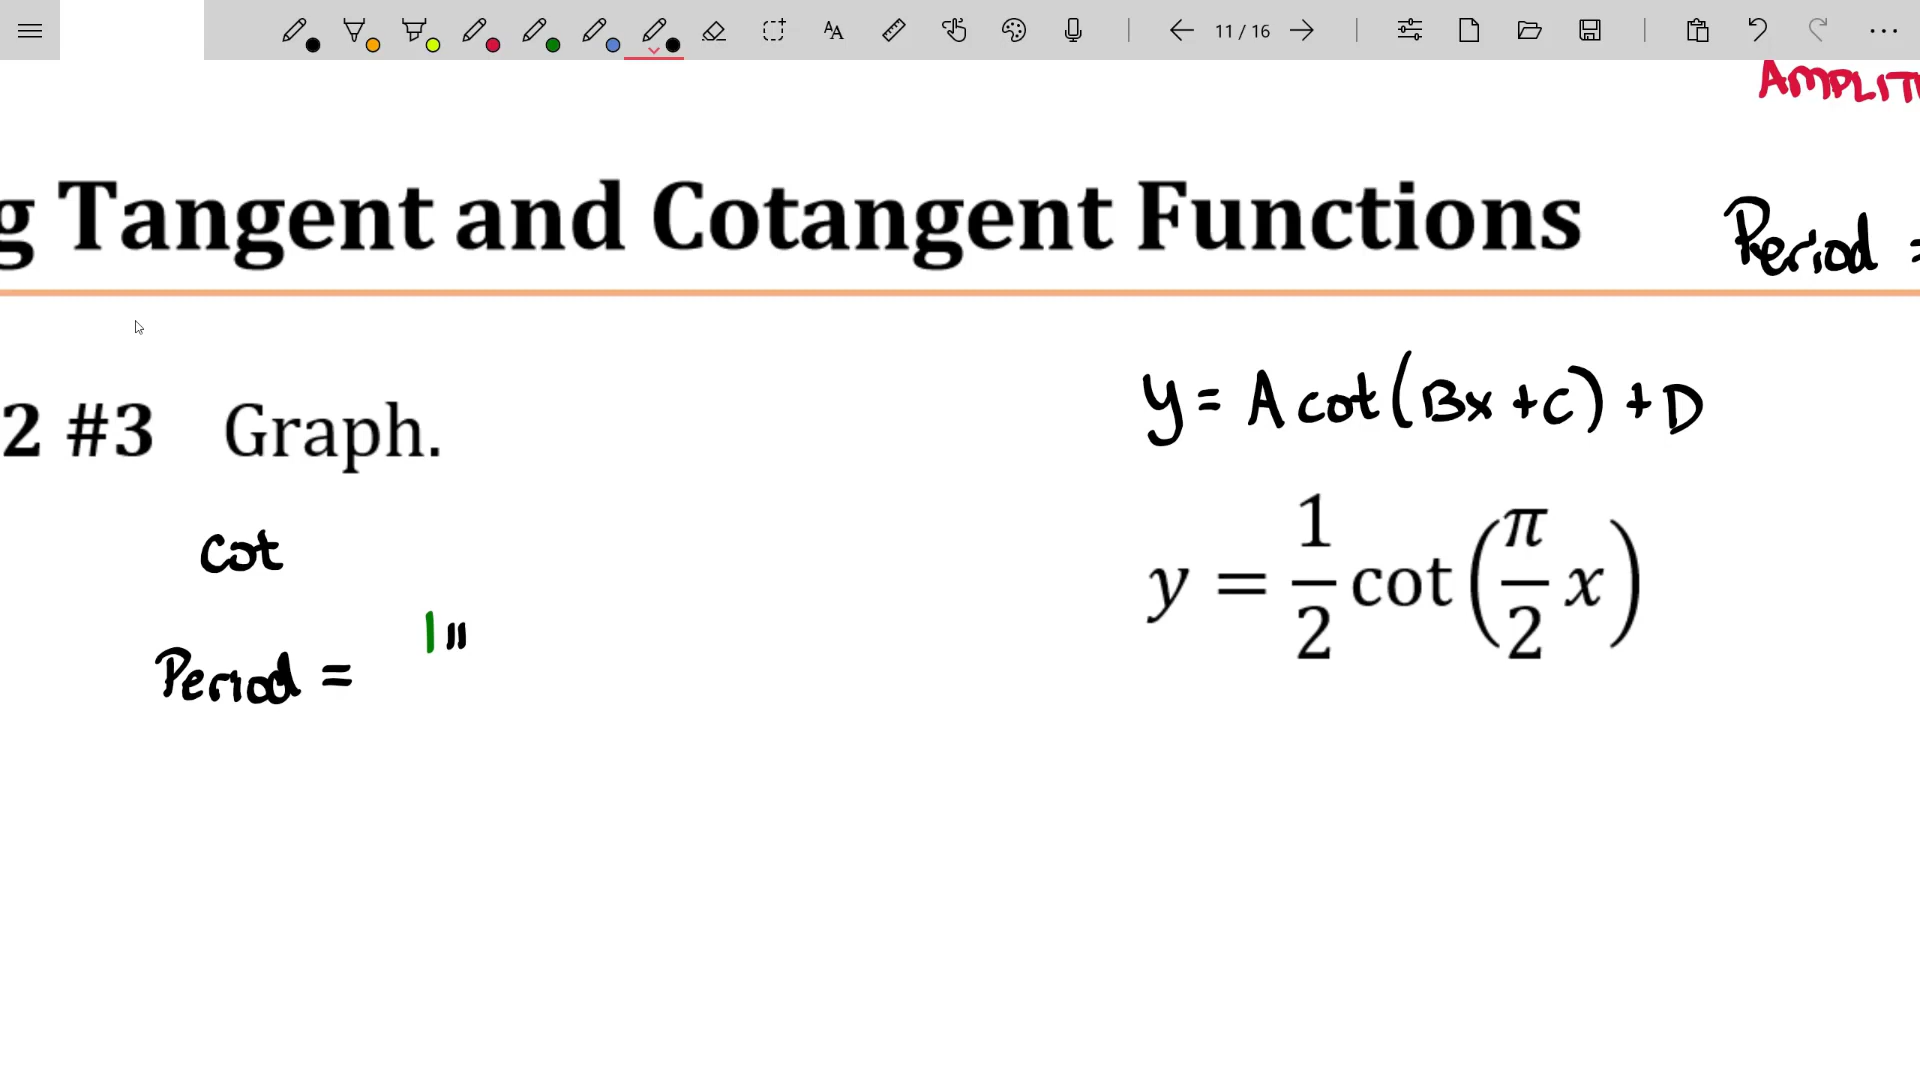 11 / 16
AMPLIT
g Tangent and Cotangent Functions
Period =
y = A cot(Bx + C) + D
2 #3 Graph.
y = 1/2 cot(π/2 x)
cot
Period =